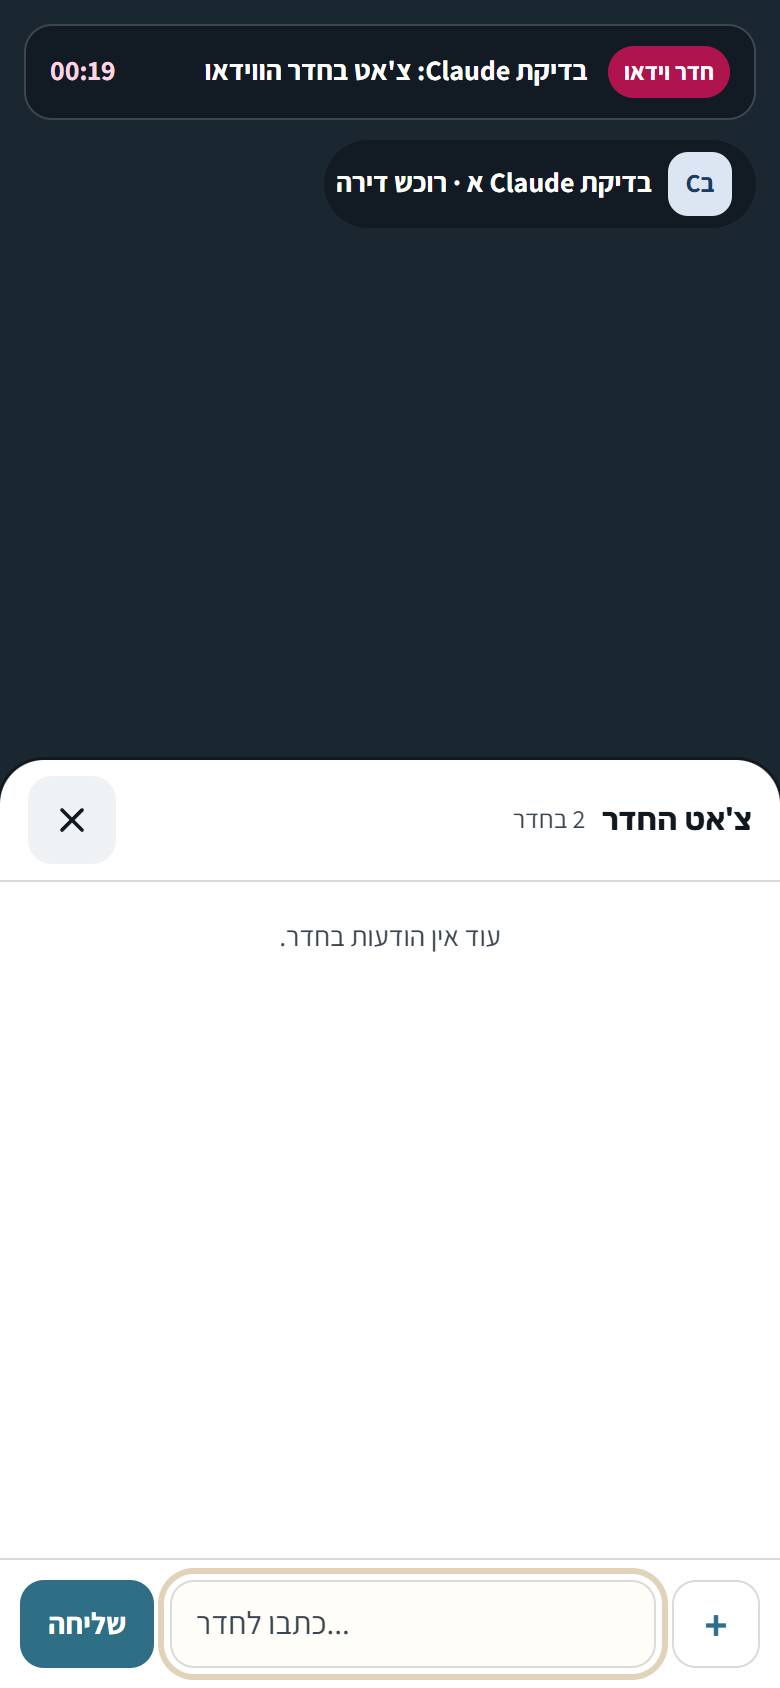 חדר וידאו
בדיקת Claude: צ'אט בחדר הווידאו
00:19
בC
בדיקת Claude א · רוכש דירה
צ'אט החדר
2 בחדר
עוד אין הודעות בחדר.
+
כתבו לחדר...
שליחה